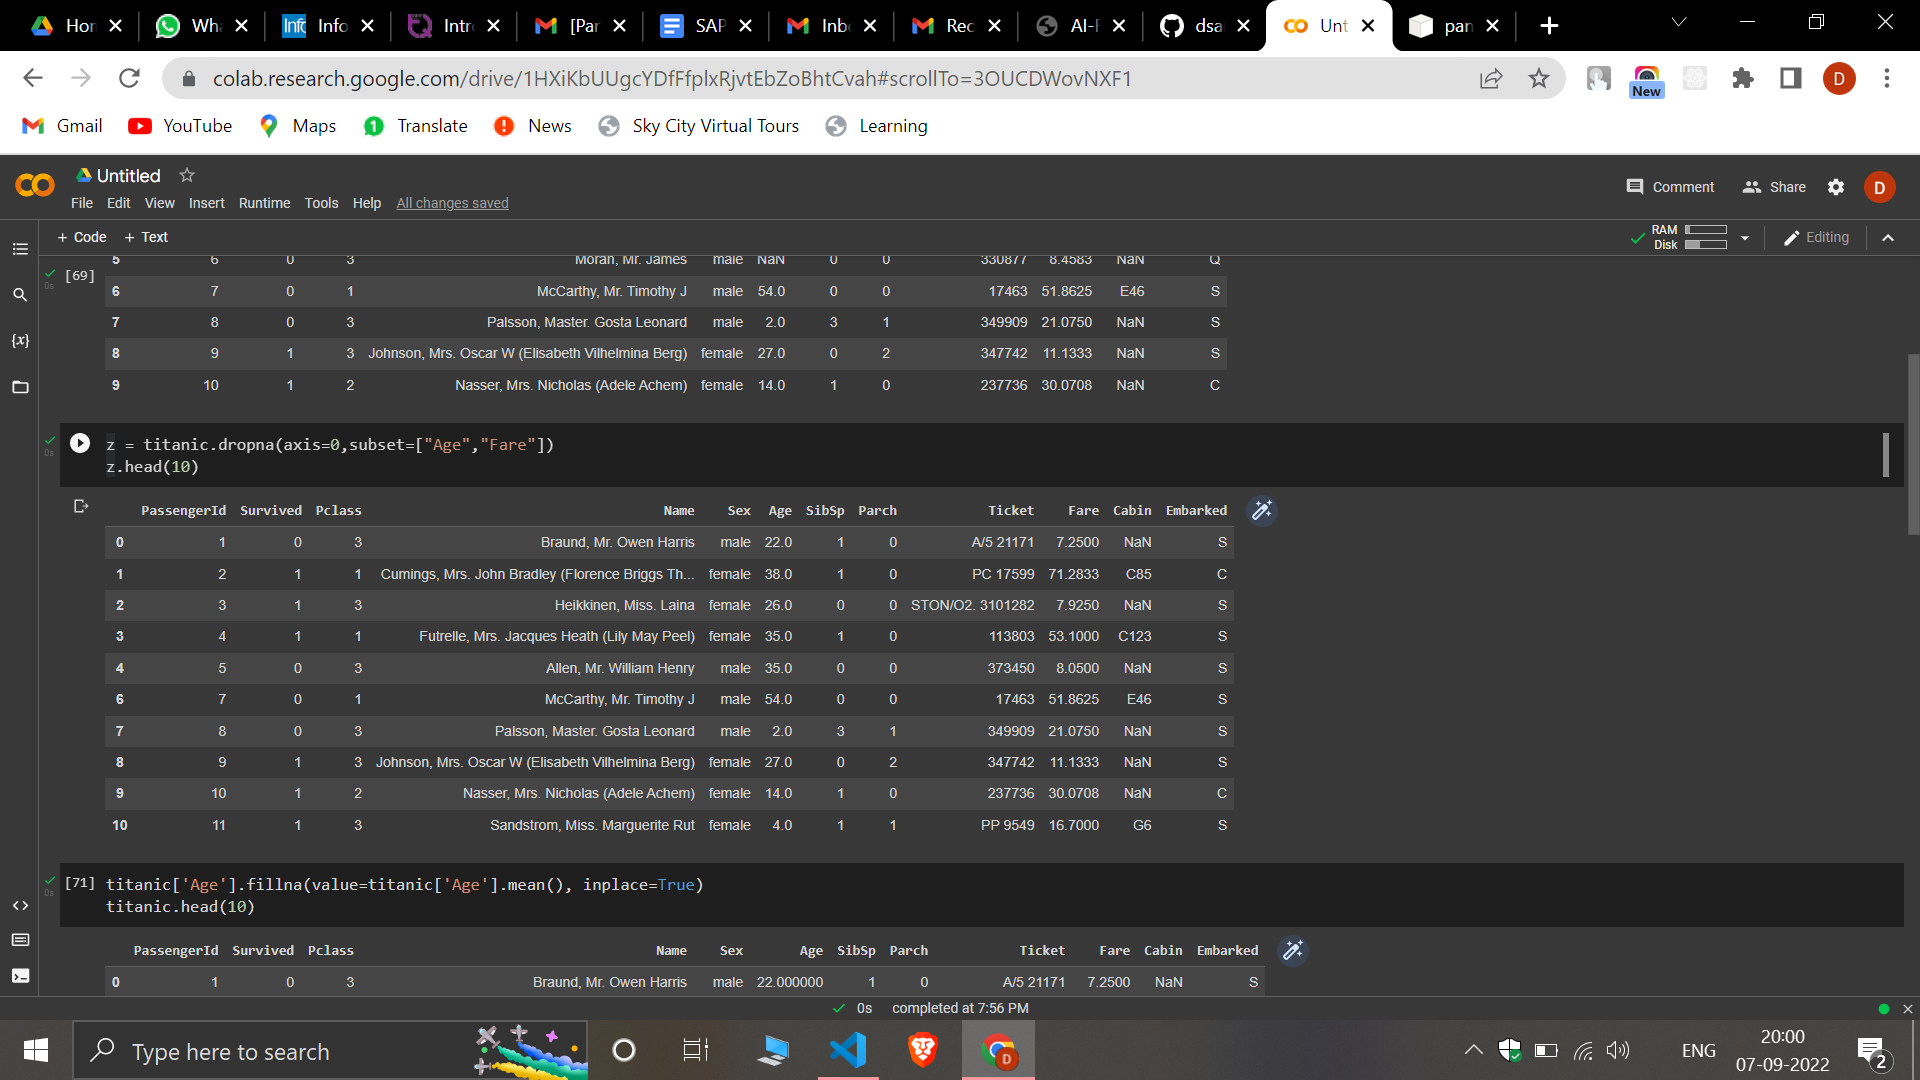 Hon
Wha
Info
Info
Intr
[Par
SAP
Inbo
Rec
AI-F
dsa
Unt
pan
colab.research.google.com/drive/1HXiKbUUgcYDfFfplxRjvtEbZoBhtCvah#scrollTo=3OUCDWovNXF1
New
D
Gmail
YouTube
Maps
1
Translate
News
Sky City Virtual Tours
Learning
Untitled
File Edit View Insert Runtime Tools Help All changes saved
Comment
Share
D
+ Code + Text
RAM
Disk
Editing
{x}
[69]
0s
5 6 0 3 Moran, Mr. James male NaN 0 0 330877 8.4583 NaN Q
6 7 0 1 McCarthy, Mr. Timothy J male 54.0 0 0 17463 51.8625 E46 S
7 8 0 3 Palsson, Master. Gosta Leonard male 2.0 3 1 349909 21.0750 NaN S
8 9 1 3 Johnson, Mrs. Oscar W (Elisabeth Vilhelmina Berg) female 27.0 0 2 347742 11.1333 NaN S
9 10 1 2 Nasser, Mrs. Nicholas (Adele Achem) female 14.0 1 0 237736 30.0708 NaN C
0s
z = titanic.dropna(axis=0,subset=["Age","Fare"])
z.head(10)
PassengerId Survived Pclass Name Sex Age SibSp Parch Ticket Fare Cabin Embarked
0 1 0 3 Braund, Mr. Owen Harris male 22.0 1 0 A/5 21171 7.2500 NaN S
1 2 1 1 Cumings, Mrs. John Bradley (Florence Briggs Th... female 38.0 1 0 PC 17599 71.2833 C85 C
2 3 1 3 Heikkinen, Miss. Laina female 26.0 0 0 STON/O2. 3101282 7.9250 NaN S
3 4 1 1 Futrelle, Mrs. Jacques Heath (Lily May Peel) female 35.0 1 0 113803 53.1000 C123 S
4 5 0 3 Allen, Mr. William Henry male 35.0 0 0 373450 8.0500 NaN S
6 7 0 1 McCarthy, Mr. Timothy J male 54.0 0 0 17463 51.8625 E46 S
7 8 0 3 Palsson, Master. Gosta Leonard male 2.0 3 1 349909 21.0750 NaN S
8 9 1 3 Johnson, Mrs. Oscar W (Elisabeth Vilhelmina Berg) female 27.0 0 2 347742 11.1333 NaN S
9 10 1 2 Nasser, Mrs. Nicholas (Adele Achem) female 14.0 1 0 237736 30.0708 NaN C
10 11 1 3 Sandstrom, Miss. Marguerite Rut female 4.0 1 1 PP 9549 16.7000 G6 S
[71]
0s
titanic['Age'].fillna(value=titanic['Age'].mean(), inplace=True)
titanic.head(10)
PassengerId Survived Pclass Name Sex Age SibSp Parch Ticket Fare Cabin Embarked
0 1 0 3 Braund, Mr. Owen Harris male 22.000000 1 0 A/5 21171 7.2500 NaN S
0s completed at 7:56 PM
Type here to search
D
ENG
20:00
07-09-2022
2